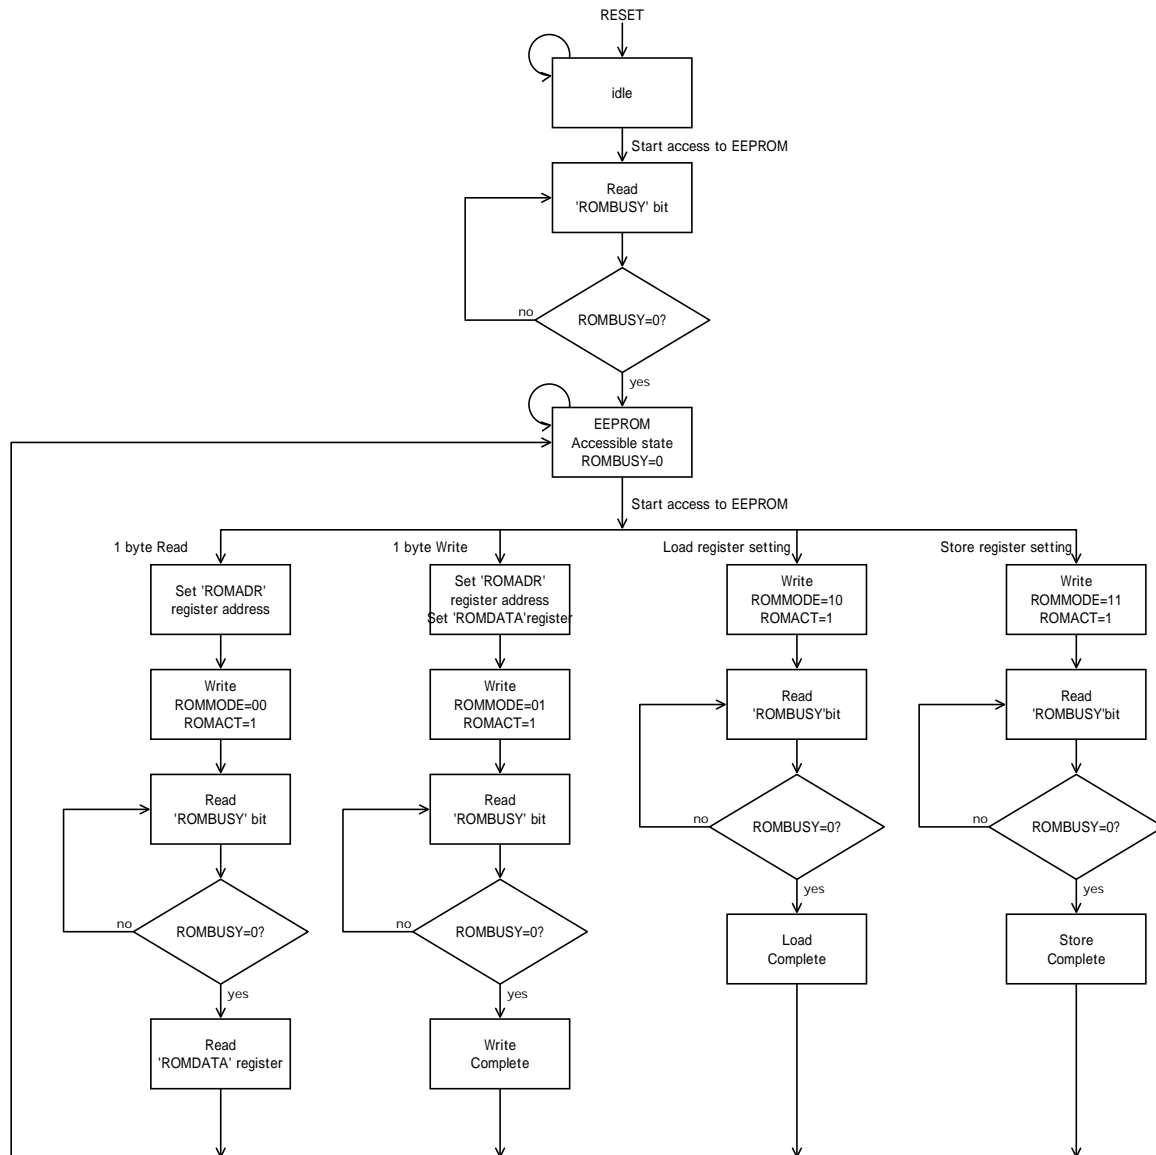 RESET
idle
Start access to EEPROM
Read
'ROMBUSY' bit
no
ROMBUSY=0?
yes
EEPROM
Accessible state
ROMBUSY=0
Start access to EEPROM
1 byte Read
Set 'ROMADR'
register address
Write
ROMMODE=00
ROMACT=1
Read
'ROMBUSY' bit
no
ROMBUSY=0?
yes
Read
'ROMDATA' register
1 byte Write
Set 'ROMADR'
register address
Set 'ROMDATA'register
Write
ROMMODE=01
ROMACT=1
Read
'ROMBUSY' bit
no
ROMBUSY=0?
yes
Write
Complete
Load register setting
Write
ROMMODE=10
ROMACT=1
Read
'ROMBUSY'bit
no
ROMBUSY=0?
yes
Load
Complete
Store register setting
Write
ROMMODE=11
ROMACT=1
Read
'ROMBUSY'bit
no
ROMBUSY=0?
yes
Store
Complete